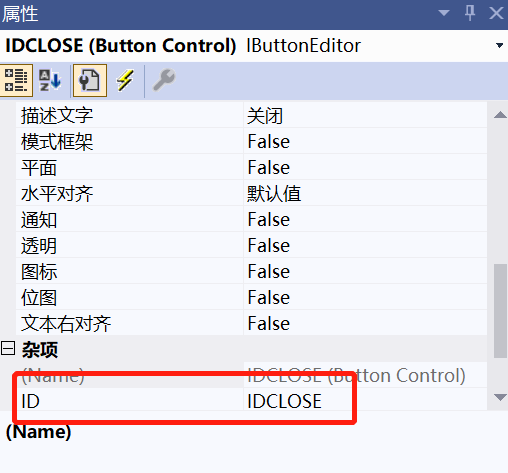 属性
IDCLOSE (Button Control) IButtonEditor
描述文字 关闭
模式框架 False
平面 False
水平对齐 默认值
通知 False
透明 False
图标 False
位图 False
文本右对齐 False
杂项
(Name) IDCLOSE (Button Control)
ID IDCLOSE
(Name)